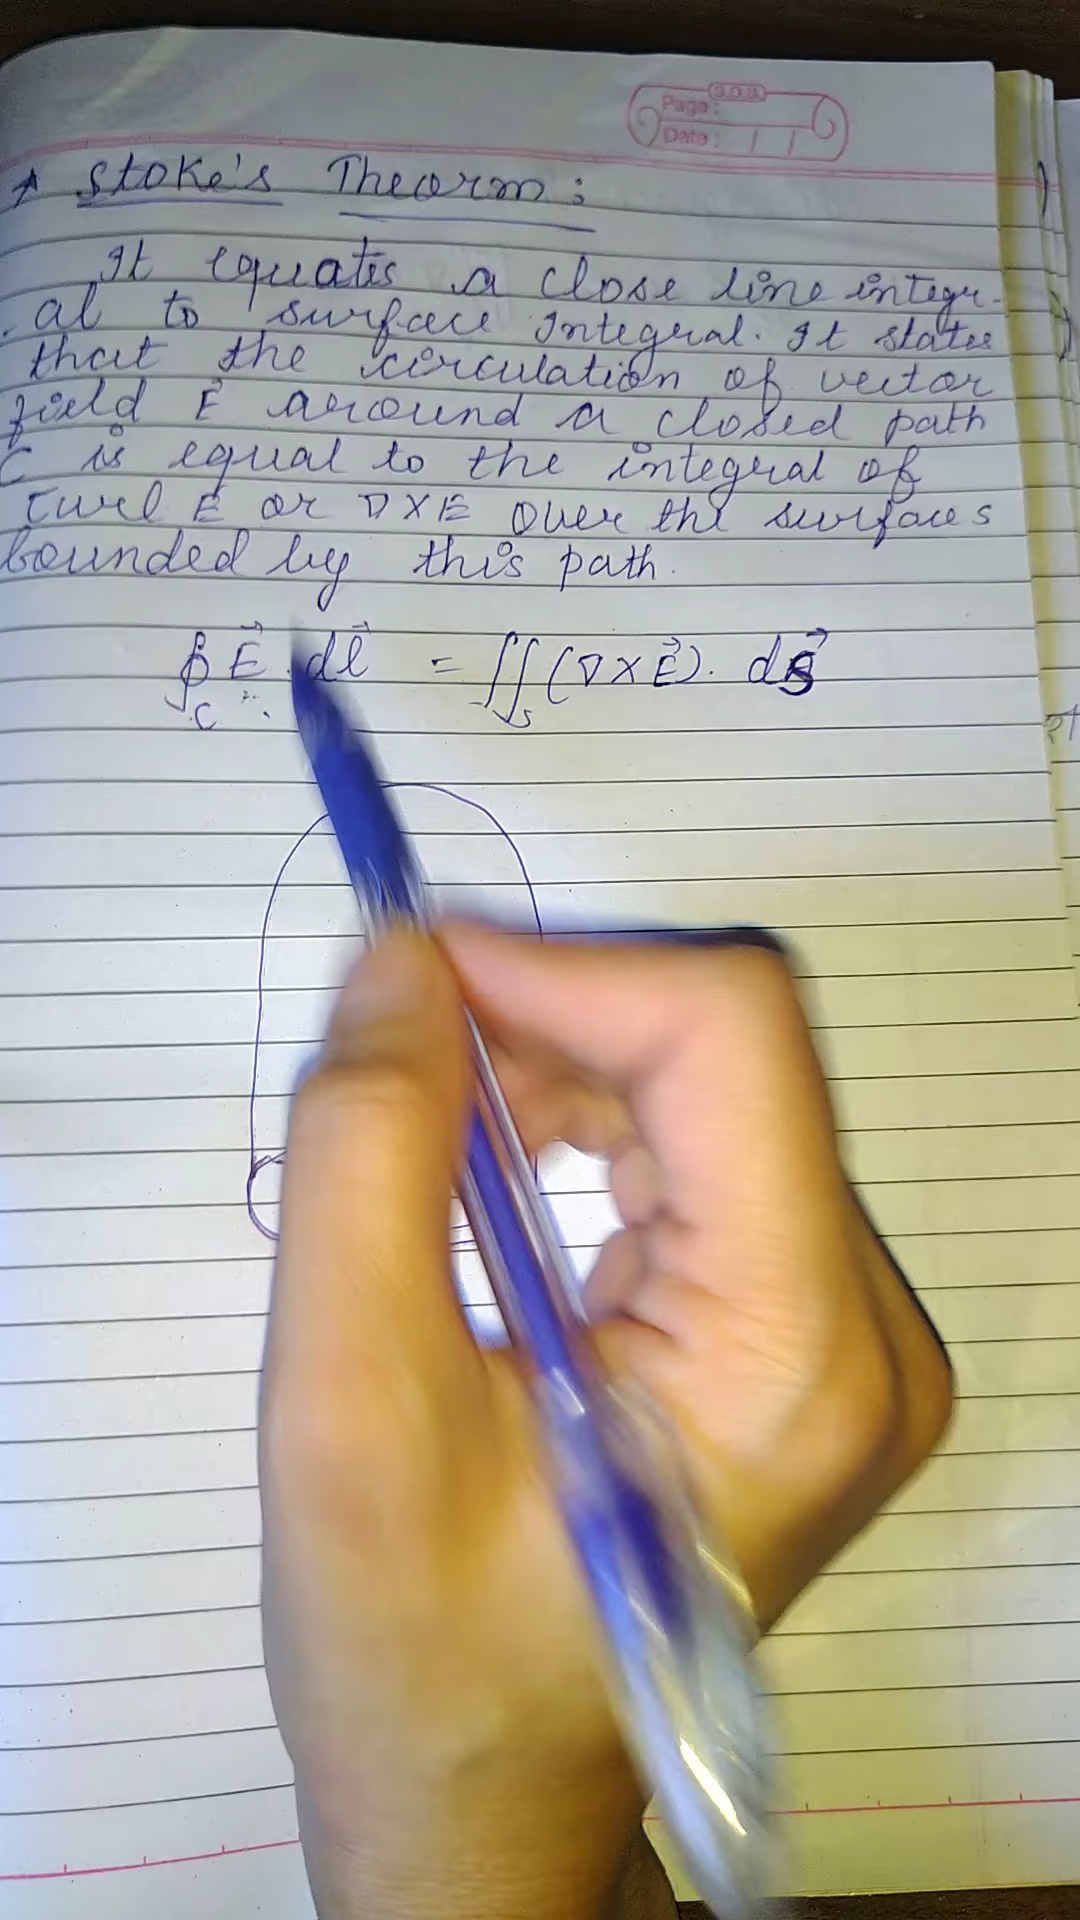 S.O.S
Page:
Date: / /
* Stoke's Theorm:
It equates a close line integr-
al to surface Integral. It states
that the circulation of vector
field E⃗ around a closed path
C is equal to the integral of
curl E or ∇×E over the surfaces
bounded by this path.
∮_C E⃗ . dl⃗ = ∬_S (∇×E⃗). dS⃗